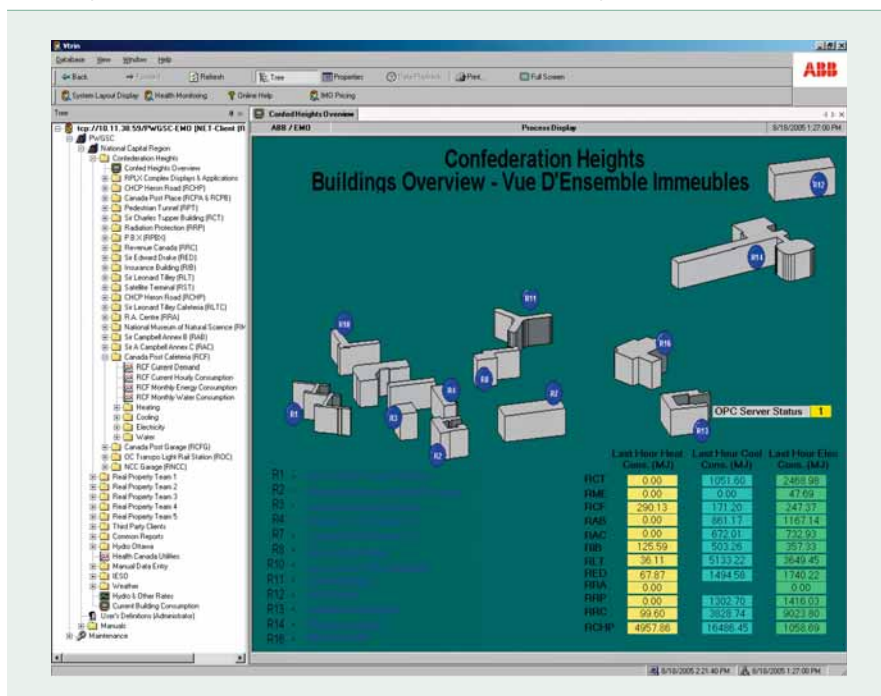 Vtrin
Database View Window Help
Back Forward Refresh Tree Properties Data Playback Print... Full Screen
ABB
System Layout Display Health Monitoring Online Help IMO Pricing
Tree
Confed Heights Overview
tcp://10.11.38.59/PWGSC-EMO [NET-Client
ABB / EMO Process Display 8/18/2005 1:27:00 PM
PWGSC
National Capital Region
Confederation Heights
Confed Heights Overview
RPLX Complex Displays & Applications
CHCP Heron Road (RCHP)
Canada Post Place (RCPA & RCPB)
Pedestrian Tunnel (RPT)
Sir Charles Tupper Building (RCT)
Radiation Protection (RRP)
P.B.X (RPBX)
Revenue Canada (RRC)
Sir Edward Drake (RED)
Insurance Building (RIB)
Sir Leonard Tilley (RLT)
Satellite Terminal (RST)
CHCP Heron Road (RCHP)
Sir Leonard Tilley Cafeteria (RLTC)
R.A. Centre (RRA)
National Museum of Natural Science
Sir Campbell Annex B (RAB)
Sir A Campbell Annex C (RAC)
Canada Post Cafeteria (RCF)
RCF Current Demand
RCF Current Hourly Consumption
RCF Monthly Energy Consumption
RCF Monthly Water Consumption
Heating
Cooling
Electricity
Water
Canada Post Garage (RCFG)
OC Transpo Light Rail Station (ROC)
NCC Garage (RNCC)
Real Property Team 1
Real Property Team 2
Real Property Team 3
Real Property Team 4
Real Property Team 5
Third Party Clients
Common Reports
Hydro Ottawa
Health Canada Utilities
Manual Data Entry
IESO
Weather
Hydro & Other Rates
Current Building Consumption
User's Definitions (Administrator)
Manuals
Maintenance
Confederation Heights
Buildings Overview - Vue D'Ensemble Immeubles
R12
R14
R11
R10
R16
R8
R1
R3
R4
R7
R2
R13
OPC Server Status 1
Last Hour Heat Last Hour Cool Last Hour Elec
Cons. (MJ) Cons. (MJ) Cons. (MJ)
RCT 0.00 1051.60 2468.98
RME 0.00 0.00 47.69
RCF 290.13 171.20 247.37
RAB 0.00 861.17 1167.14
RAC 0.00 672.01 732.93
RIB 125.59 503.26 357.33
RLT 36.11 5133.22 3649.45
RED 67.87 1494.58 1740.22
RRA 0.00 0.00
RRP 0.00 1302.70 1416.03
RRC 99.60 3828.74 9023.80
RCHP 4957.86 16486.45 1058.69
R1 -
R2 -
R3 -
R4 -
R7 -
R8 -
R10 -
R11 -
R12 -
R13 -
R14 -
R16 -
8/18/2005 2:21:40 PM 8/18/2005 1:27:00 PM